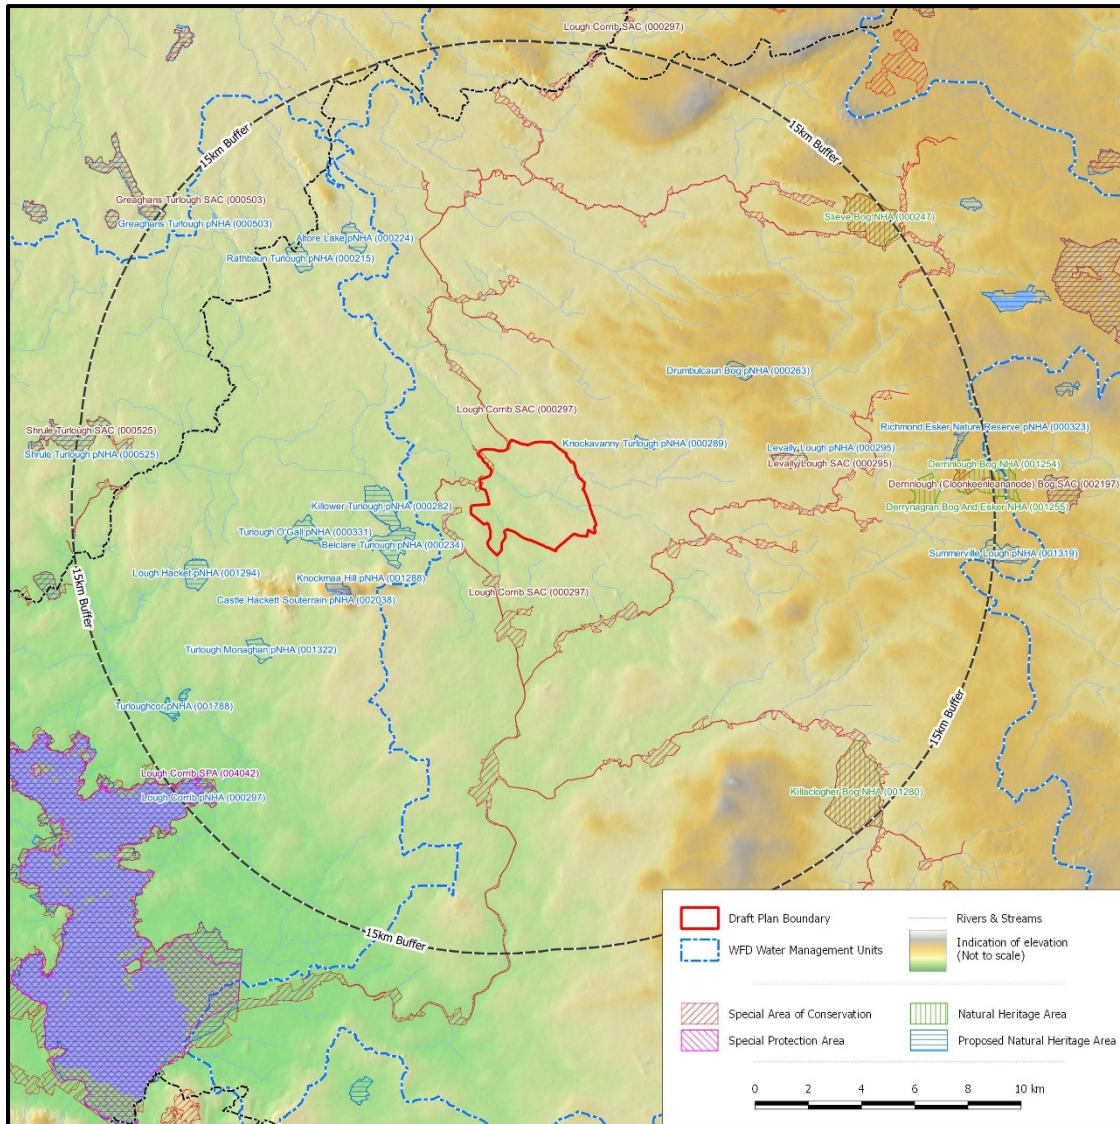 Lough Corrib SAC (000297)
15km Buffer
15km Buffer
Greaghans Turlough SAC (000503)
Greaghans Turlough pNHA (000503)
Slieve Bog NHA (000247)
Altore Lake pNHA (000224)
Rathbaun Turlough pNHA (000215)
Drumbulcaun Bog pNHA (000263)
Lough Corrib SAC (000297)
Shrule Turlough SAC (000525)
Shrule Turlough pNHA (000525)
Knockavanny Turlough pNHA (000289)
Richmond Esker Nature Reserve pNHA (000323)
Levally Lough pNHA (000295)
Levally Lough SAC (000295)
Derrinlough Bog NHA (001254)
Derrinlough (Cloonkeenleananode) Bog SAC (002197)
Derrynagran Bog And Esker NHA (001255)
Killower Turlough pNHA (000282)
Turlough O'Gall pNHA (000331)
Belclare Turlough pNHA (000234)
Summerville Lough pNHA (001319)
Lough Hacket pNHA (001294)
Knockmaa Hill pNHA (001288)
Castle Hackett Souterrain pNHA (002038)
Lough Corrib SAC (000297)
15km Buffer
Turlough Monaghan pNHA (001322)
Turloughcor pNHA (001788)
15km Buffer
Lough Corrib SPA (004042)
Lough Corrib pNHA (000297)
Killaclogher Bog NHA (001280)
15km Buffer
Draft Plan Boundary
Rivers & Streams
WFD Water Management Units
Indication of elevation
(Not to scale)
Special Area of Conservation
Natural Heritage Area
Special Protection Area
Proposed Natural Heritage Area
0 2 4 6 8 10 km